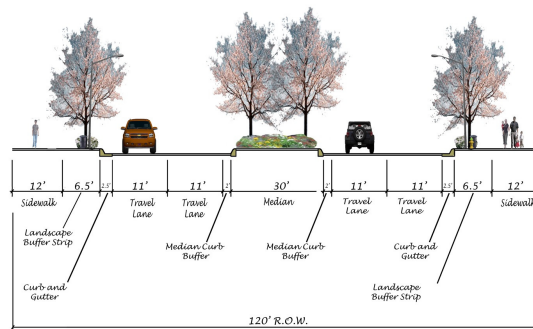 12' 6.5' 2.5' 11' 11' 2' 30' 2' 11' 11' 2.5' 6.5' 12'
Sidewalk Travel Lane Travel Lane Median Travel Lane Travel Lane Sidewalk
Landscape
Buffer Strip
Median Curb
Buffer
Median Curb
Buffer
Curb and
Gutter
Curb and
Gutter
Landscape
Buffer Strip
120' R.O.W.